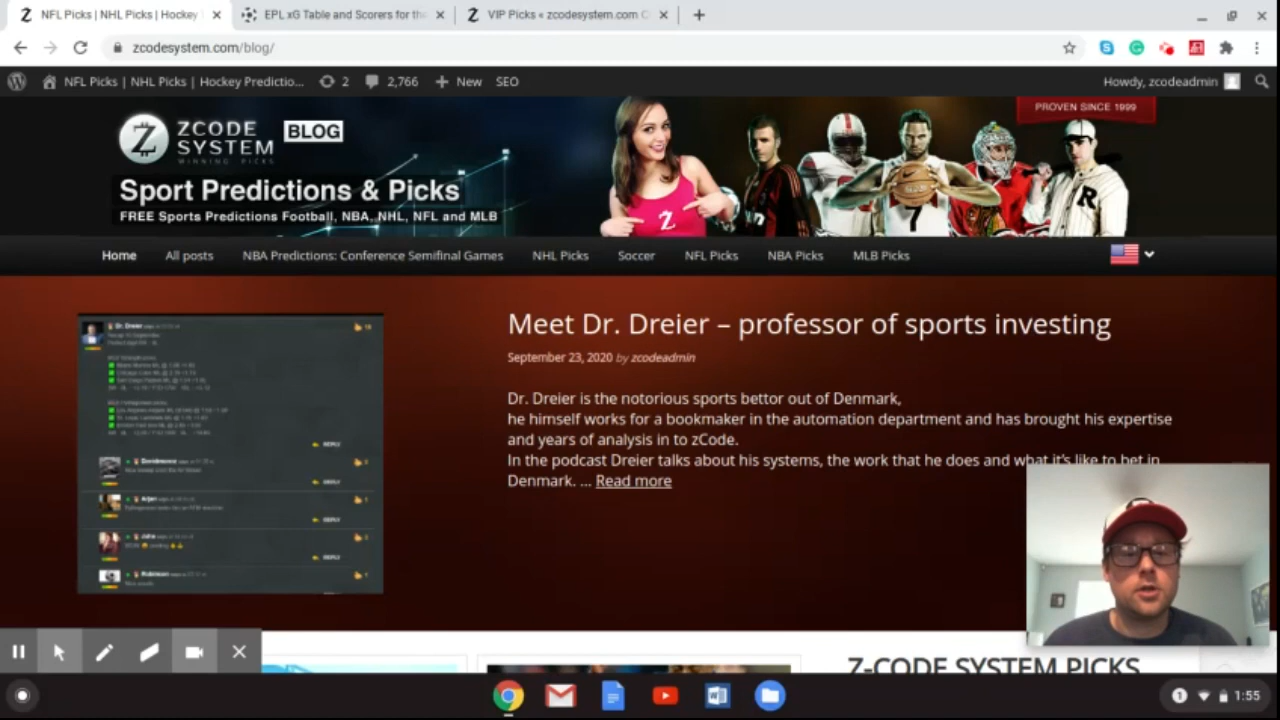 NFL Picks | NHL Picks | Hockey
EPL xG Table and Scorers for the
VIP Picks « zcodesystem.com C
zcodesystem.com/blog/
NFL Picks | NHL Picks | Hockey Predictio...
2
2,766
New
SEO
Howdy, zcodeadmin
ZCODE
SYSTEM
WINNING PICKS
BLOG
PROVEN SINCE 1999
Sport Predictions & Picks
FREE Sports Predictions Football, NBA, NHL, NFL and MLB
Home
All posts
NBA Predictions: Conference Semifinal Games
NHL Picks
Soccer
NFL Picks
NBA Picks
MLB Picks
Meet Dr. Dreier – professor of sports investing
September 23, 2020 by zcodeadmin
Dr. Dreier is the notorious sports bettor out of Denmark,
he himself works for a bookmaker in the automation department and has brought his expertise
and years of analysis in to zCode.
In the podcast Dreier talks about his systems, the work that he does and what it's like to bet in
Denmark. ... Read more
Dr. Dreier
REPLY
REPLY
REPLY
REPLY
Z-CODE SYSTEM PICKS
1
1:55